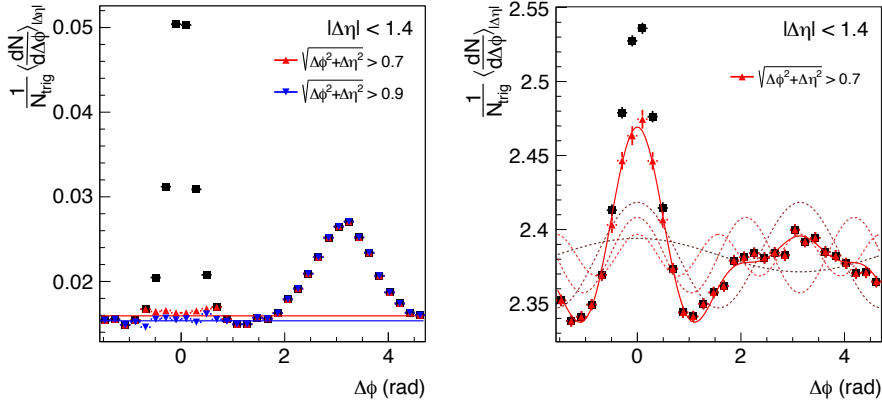 |Δη| < 1.4
√Δφ²+Δη² > 0.7
√Δφ²+Δη² > 0.9
1/N_trig ⟨dN/dΔφ⟩|Δη|
0.05
0.04
0.03
0.02
0 2 4
Δφ (rad)
|Δη| < 1.4
√Δφ²+Δη² > 0.7
1/N_trig ⟨dN/dΔφ⟩|Δη|
2.55
2.5
2.45
2.4
2.35
0 2 4
Δφ (rad)